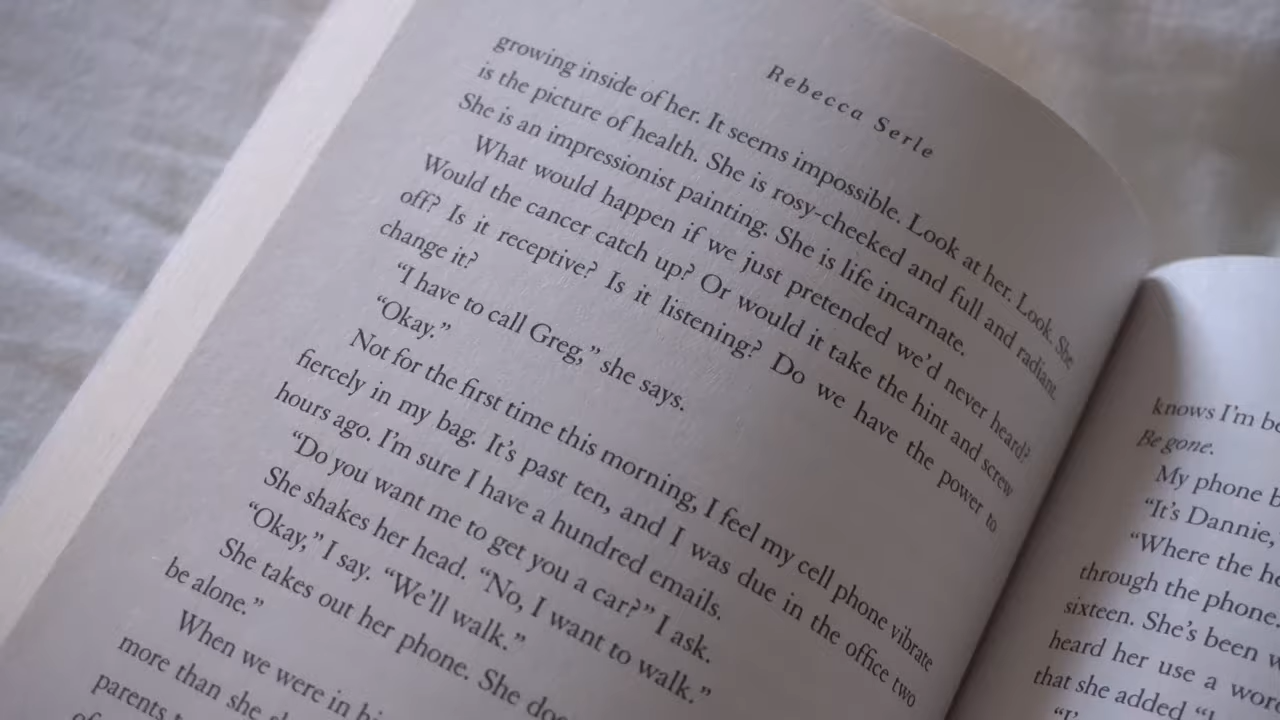 Rebecca Serle
growing inside of her. It seems impossible. Look at her. Look. She
is the picture of health. She is rosy-cheeked and full and radiant.
She is an impressionist painting. She is life incarnate.
What would happen if we just pretended we'd never heard?
Would the cancer catch up? Or would it take the hint and screw
off? Is it receptive? Is it listening? Do we have the power to
change it?
"I have to call Greg," she says.
"Okay."
Not for the first time this morning, I feel my cell phone vibrate
fiercely in my bag. It's past ten, and I was due in the office two
hours ago. I'm sure I have a hundred emails.
"Do you want me to get you a car?" I ask.
She shakes her head. "No, I want to walk."
"Okay," I say. "We'll walk."
She takes out her phone. She
be alone."
When we were in
more than she
parents
of
knows I'm
Be gone.
My phone
"It's Dannie,
"Where the
through the phone.
sixteen. She's been
heard her use a
that she added
"I'